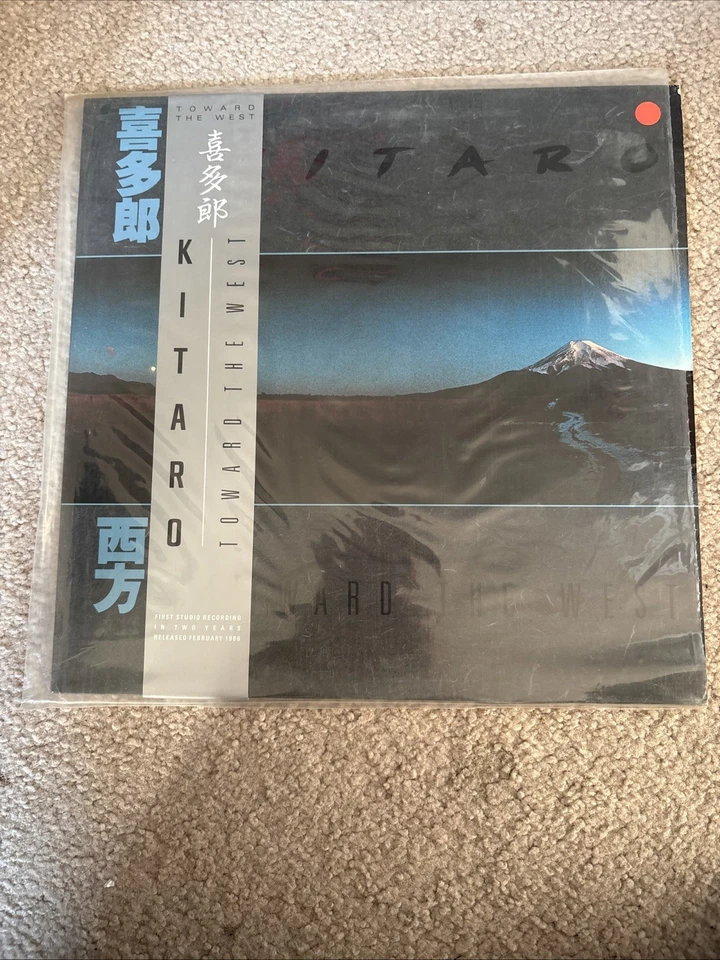 喜多郎
西方
TOWARD
THE WEST
喜多郎
KITARO
TOWARD THE WEST
FIRST STUDIO RECORDING
IN TWO YEARS
RELEASED FEBRUARY 1986
ITARO
WARD THE WEST